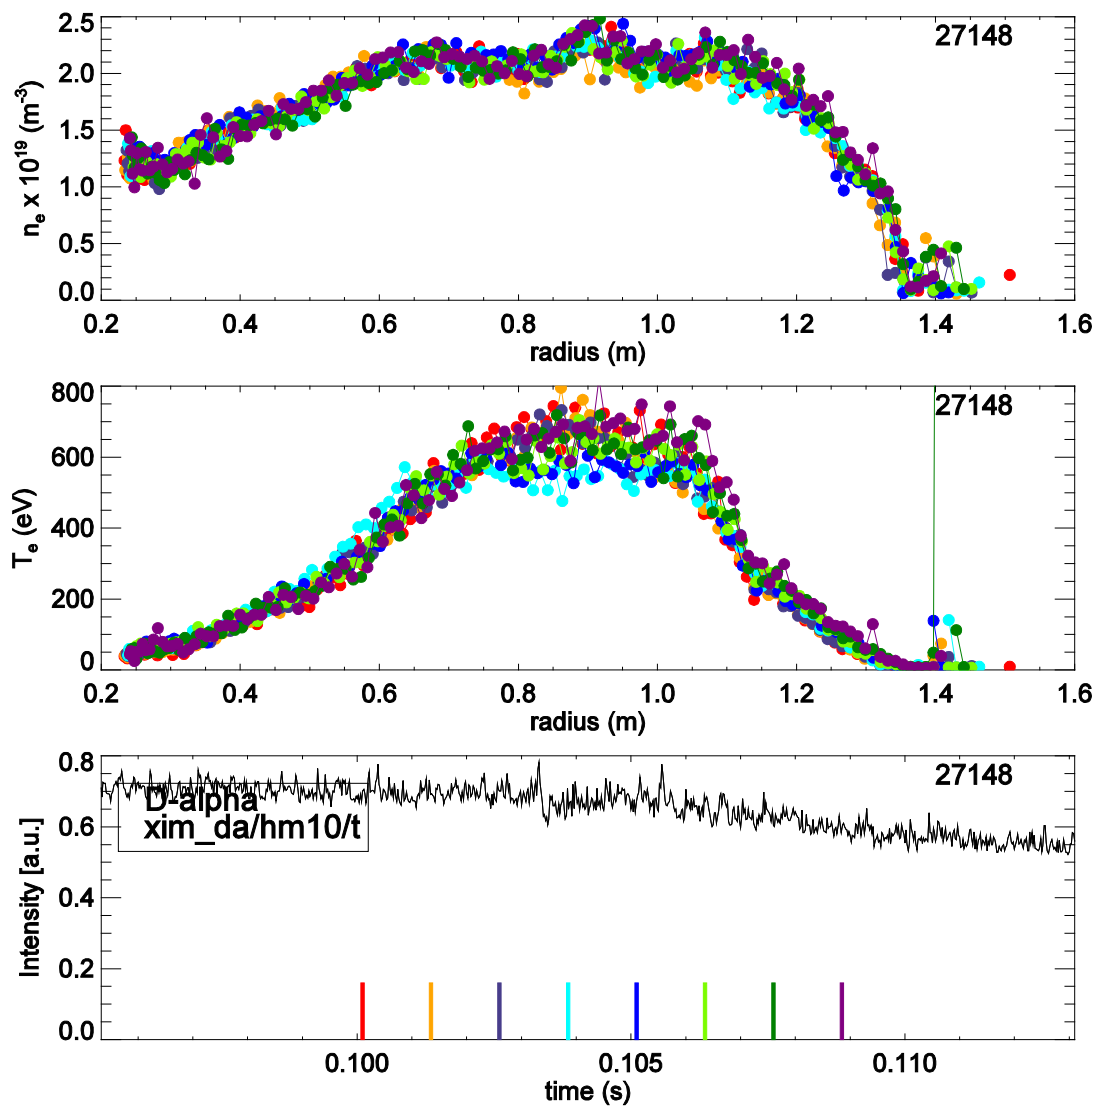 27148
2.5
2.0
1.5
1.0
0.5
0.0
nₑ x 10¹⁹ (m⁻³)
0.2 0.4 0.6 0.8 1.0 1.2 1.4 1.6
radius (m)
27148
800
600
400
200
0
Tₑ (eV)
0.2 0.4 0.6 0.8 1.0 1.2 1.4 1.6
radius (m)
27148
D-alpha
xim_da/hm10/t
0.8
0.6
0.4
0.2
0.0
Intensity [a.u.]
0.100 0.105 0.110
time (s)